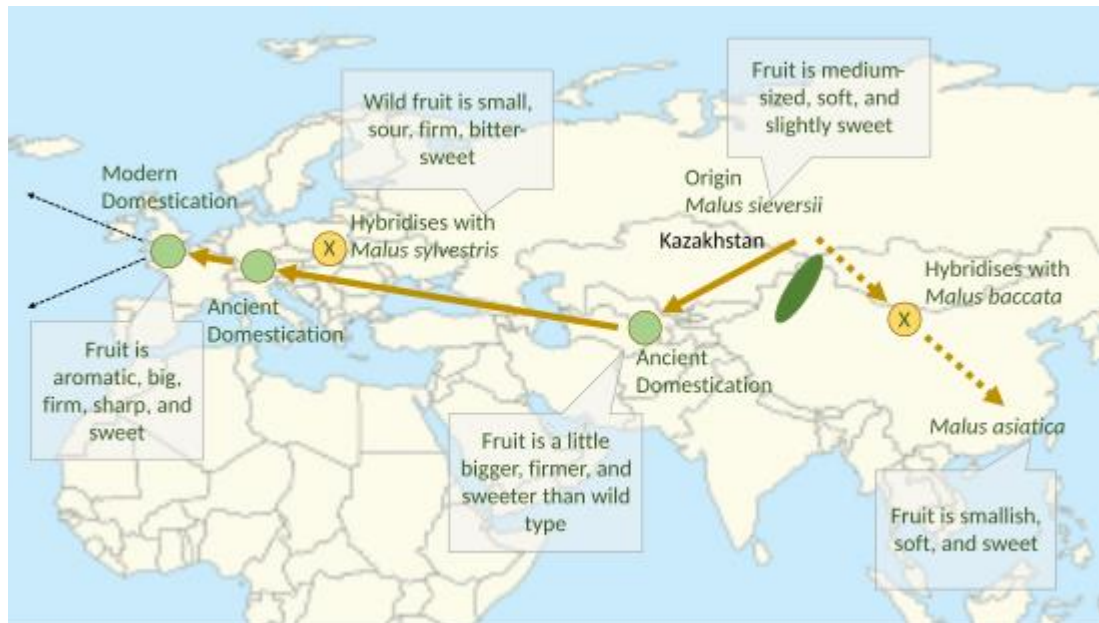 Fruit is medium-
sized, soft, and
slightly sweet
Wild fruit is small,
sour, firm, bitter-
sweet
Modern
Domestication
Origin
Malus sieversii
Hybridises with
Malus sylvestris
X
Kazakhstan
Hybridises with
Malus baccata
X
Ancient
Domestication
Ancient
Domestication
Fruit is
aromatic, big,
firm, sharp, and
sweet
Malus asiatica
Fruit is a little
bigger, firmer, and
sweeter than wild
type
Fruit is smallish,
soft, and sweet